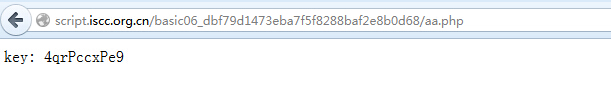 script.iscc.org.cn/basic06_dbf79d1473eba7f5f8288baf2e8b0d68/aa.php
key: 4qrPccxPe9